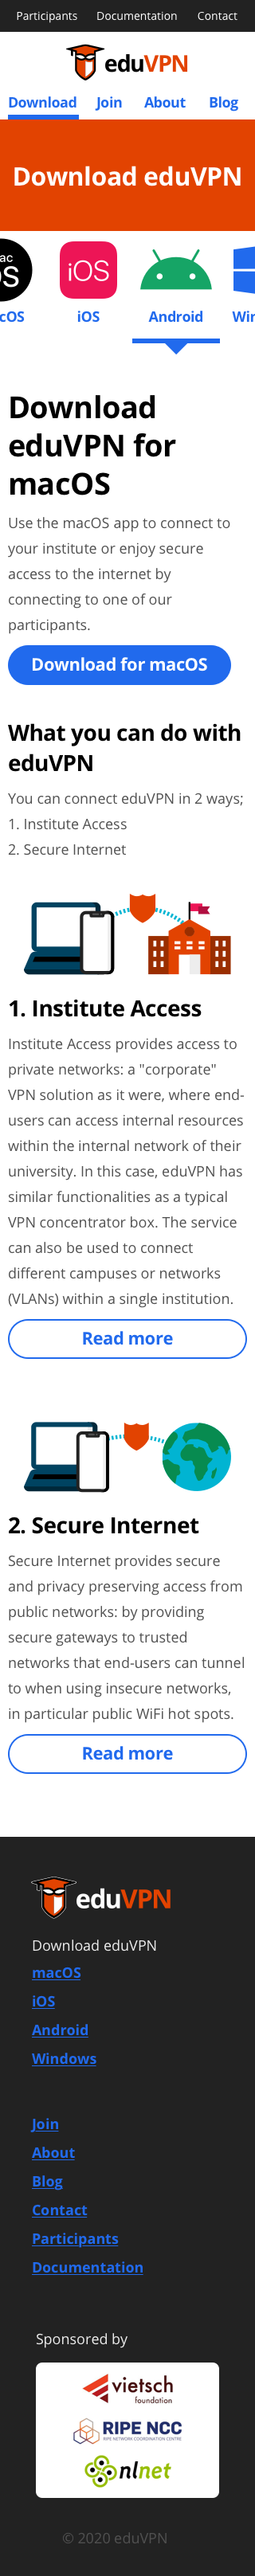 Participants Documentation Contact
eduVPN
Download Join About Blog
Download eduVPN
ac
OS
iOS
cOS iOS Android Win
Download
eduVPN for
macOS
Use the macOS app to connect to
your institute or enjoy secure
access to the internet by
connecting to one of our
participants.
Download for macOS
What you can do with
eduVPN
You can connect eduVPN in 2 ways;
1. Institute Access
2. Secure Internet
1. Institute Access
Institute Access provides access to
private networks: a "corporate"
VPN solution as it were, where end-
users can access internal resources
within the internal network of their
university. In this case, eduVPN has
similar functionalities as a typical
VPN concentrator box. The service
can also be used to connect
different campuses or networks
(VLANs) within a single institution.
Read more
2. Secure Internet
Secure Internet provides secure
and privacy preserving access from
public networks: by providing
secure gateways to trusted
networks that end-users can tunnel
to when using insecure networks,
in particular public WiFi hot spots.
Read more
eduVPN
Download eduVPN
macOS
iOS
Android
Windows
Join
About
Blog
Contact
Participants
Documentation
Sponsored by
vietsch
foundation
RIPE NCC
RIPE NETWORK COORDINATION CENTRE
nlnet
© 2020 eduVPN